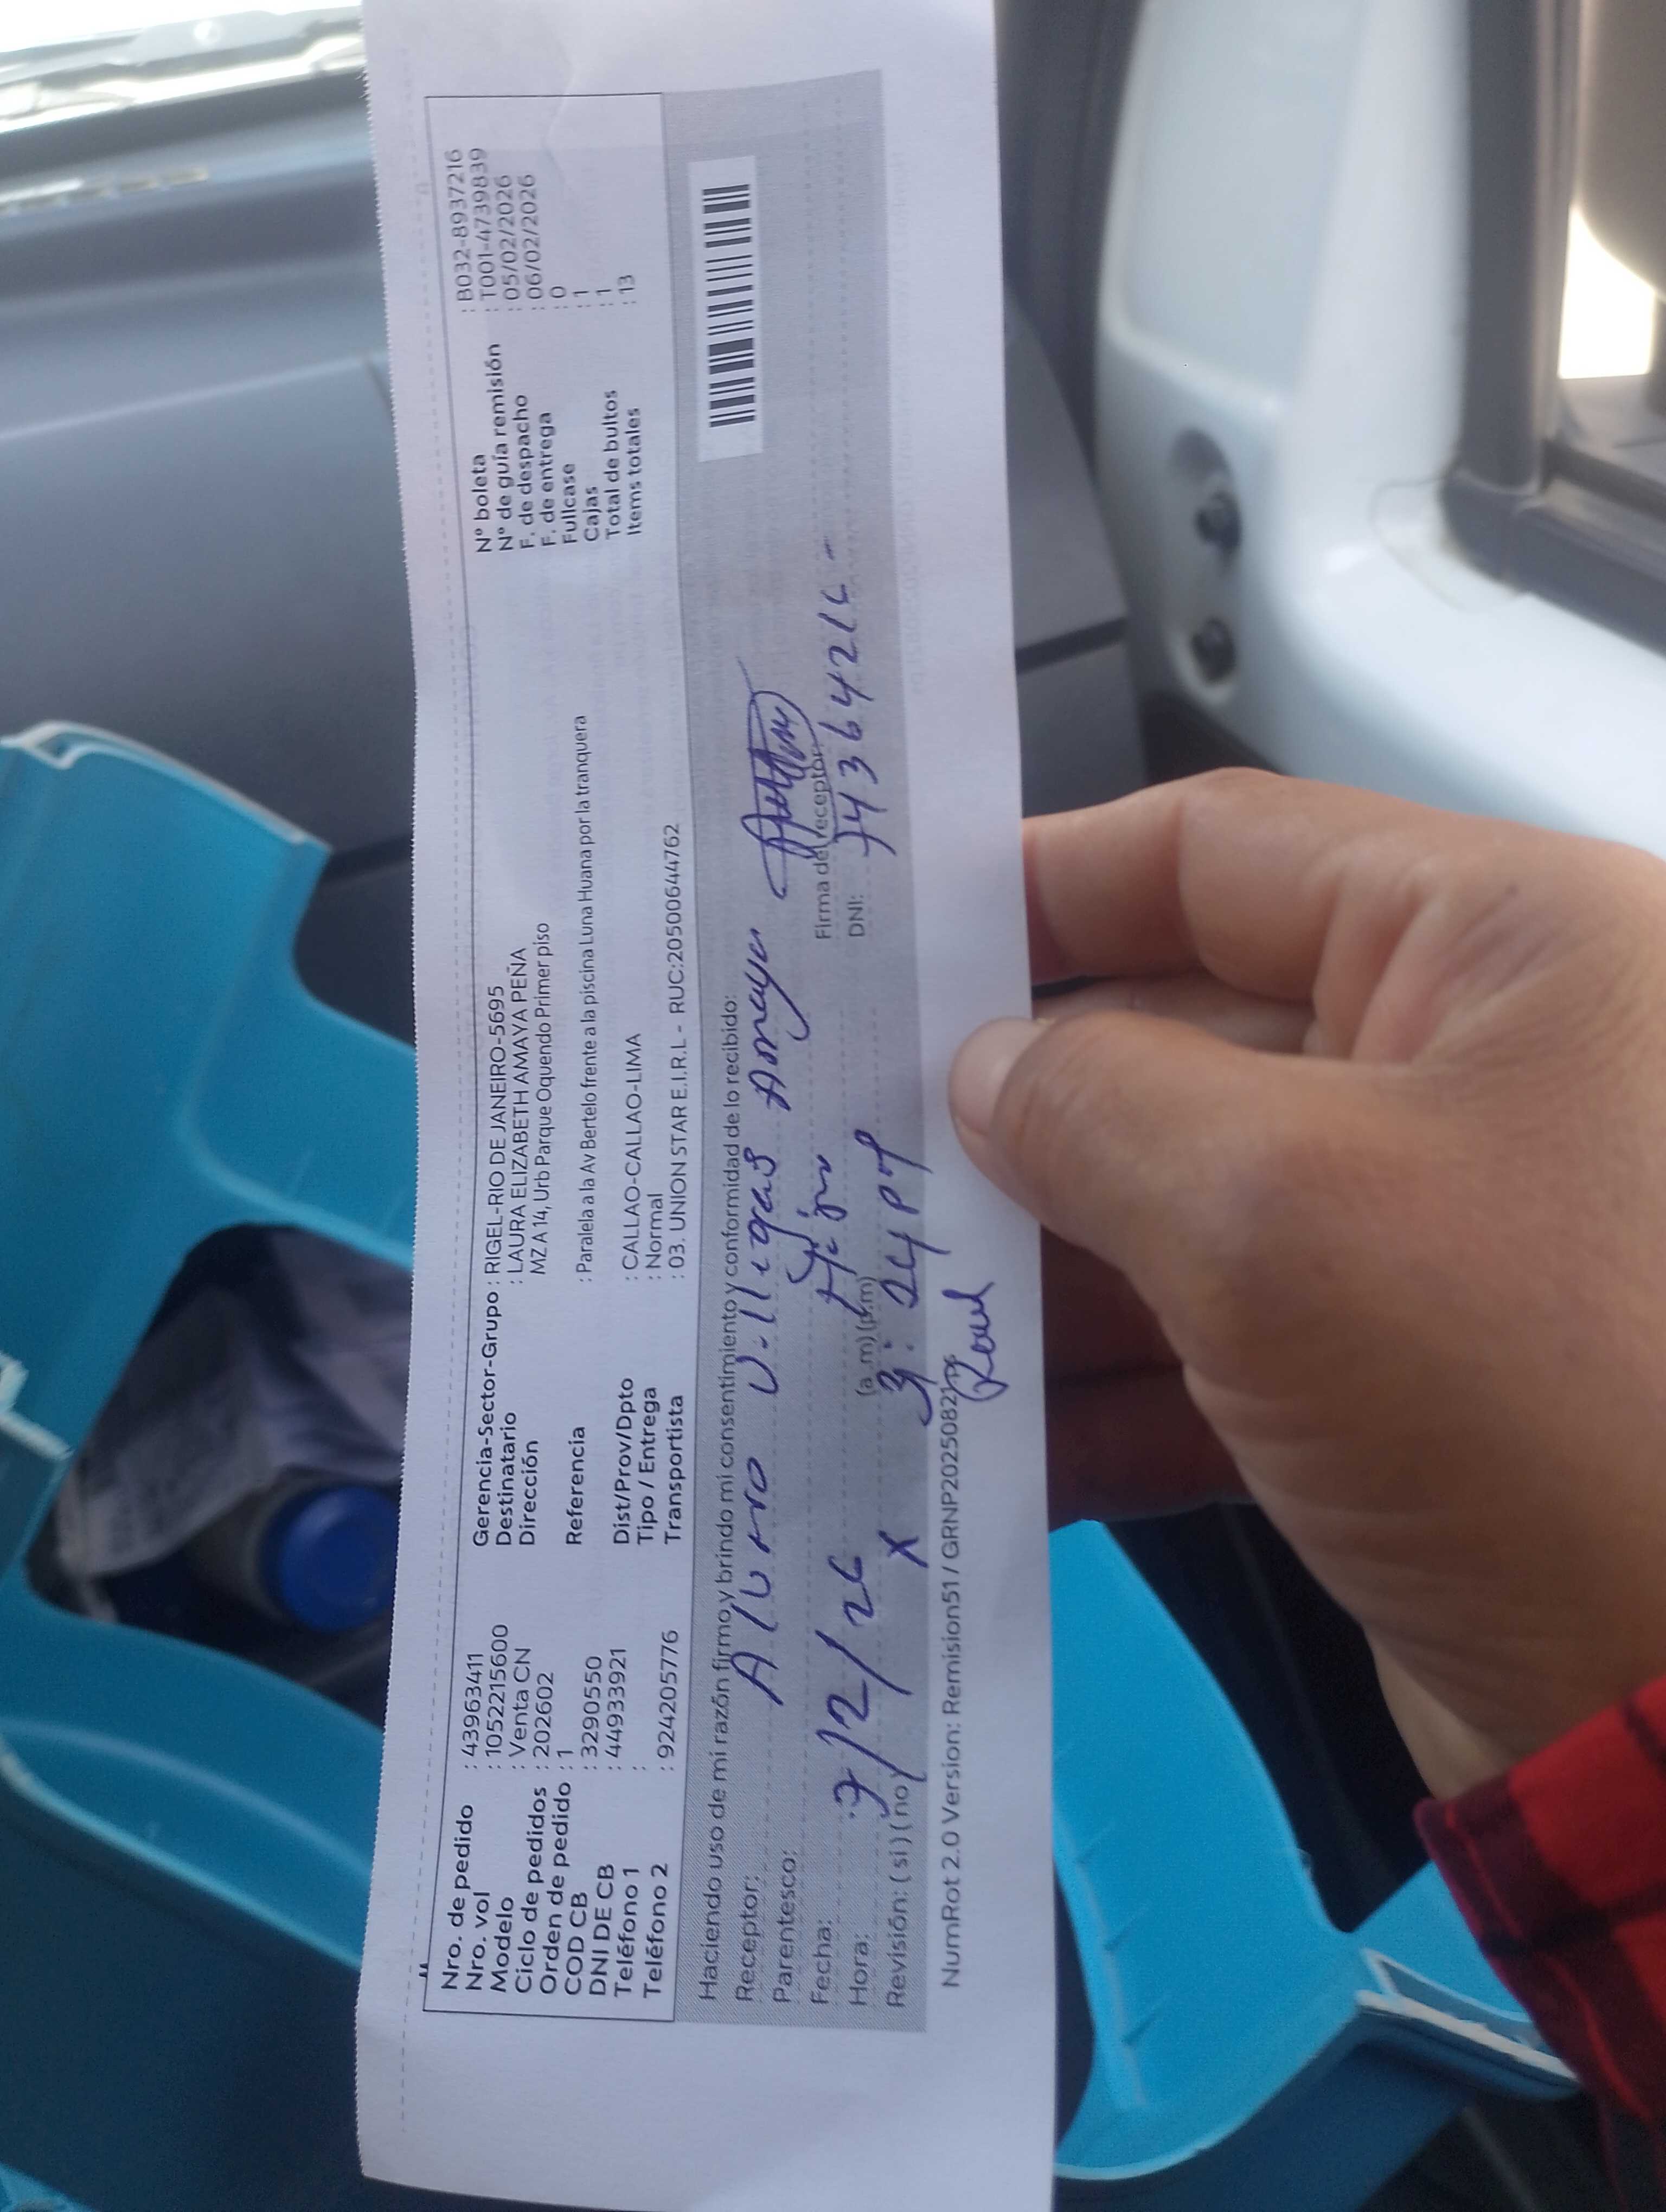 Nro. de pedido : 43963411 Gerencia-Sector-Grupo : RIGEL-RIO DE JANEIRO-5695 N° boleta : B032-8937216
Nro. vol : 1052215600 Destinatario : LAURA ELIZABETH AMAYA PEÑA N° de guía remisión : T001-4739839
Modelo : Venta CN Dirección MZ A 14, Urb Parque Oquendo Primer piso F. de despacho : 05/02/2026
Ciclo de pedidos : 202602 F. de entrega : 06/02/2026
Orden de pedido : 1 Referencia : Paralela a la Av Bertelo frente a la piscina Luna Huana por la tranquera Fullcase : 0
COD CB : 3290550 Cajas : 1
DNI DE CB : 44933921 Dist/Prov/Dpto : CALLAO-CALLAO-LIMA Total de bultos : 1
Teléfono 1 : Tipo / Entrega : Normal Items totales : 13
Teléfono 2 : 924205776 Transportista : 03. UNION STAR E.I.R.L - RUC:20500644762
Haciendo uso de mi razón firmo y brindo mi consentimiento y conformidad de lo recibido:
Receptor: Alvaro Villegas Amaya
Parentesco: Hijo
Firma del receptor
Fecha: 7/2/26
DNI: 74364216
Hora: (a.m) (p.m) 3:24 PM
Revisión: ( si ) ( no ) X
NumRot 2.0 Version: Remision51 / GRNP20250821